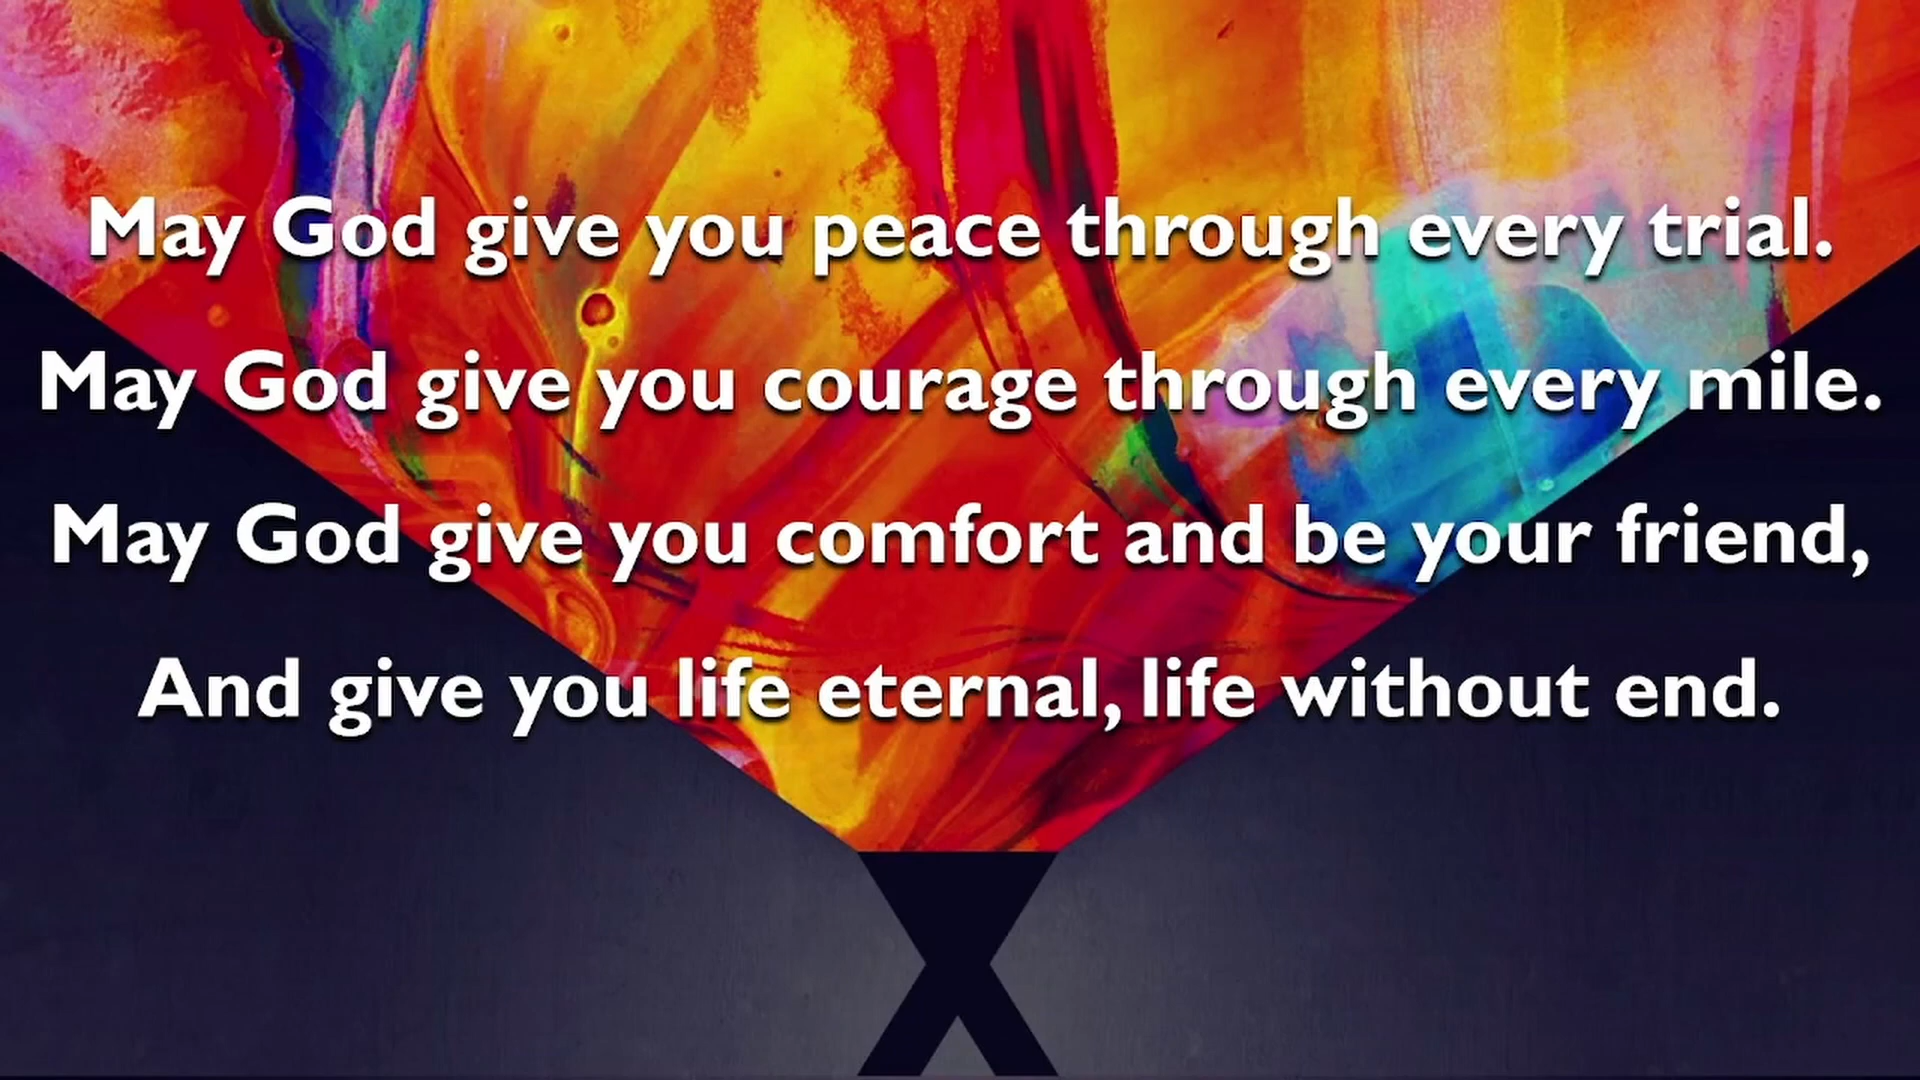 May God give you peace through every trial.
May God give you courage through every mile.
May God give you comfort and be your friend,
And give you life eternal, life without end.